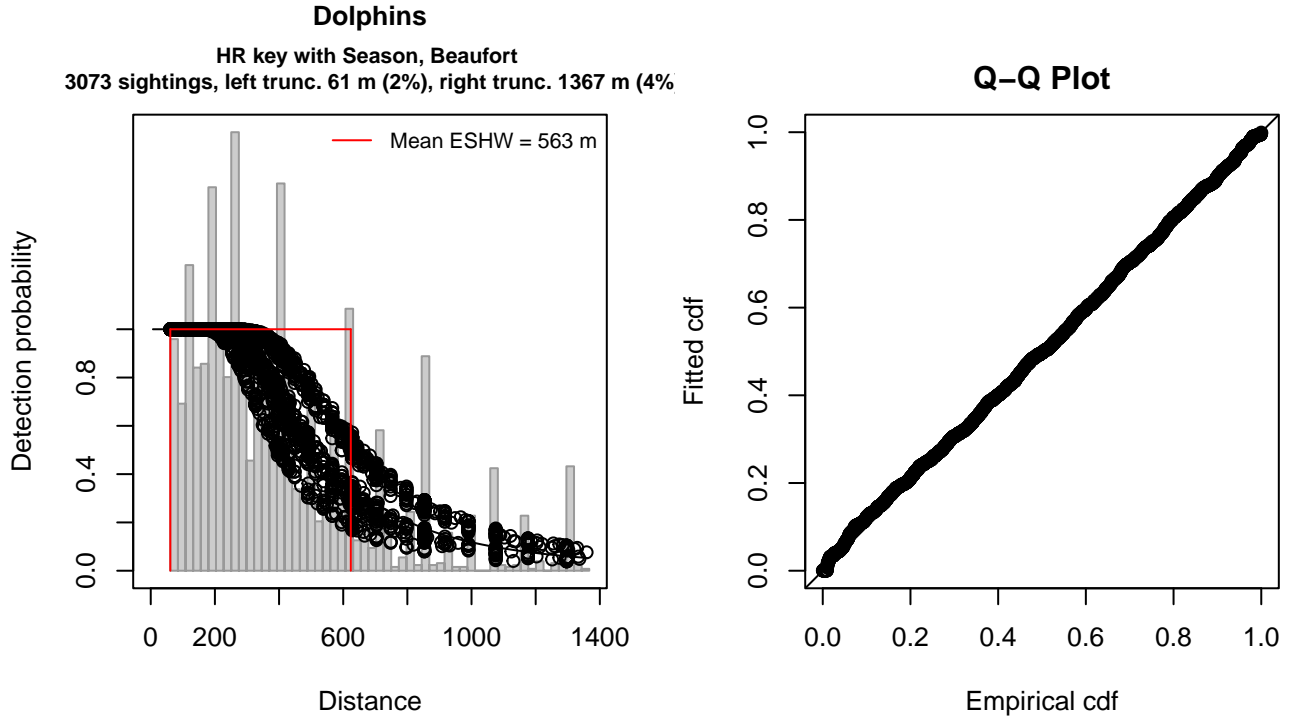 Dolphins
HR key with Season, Beaufort
3073 sightings, left trunc. 61 m (2%), right trunc. 1367 m (4%
Mean ESHW = 563 m
Detection probability
0.0
0.4
0.8
0
200
600
1000
1400
Distance
Q−Q Plot
Fitted cdf
0.0
0.2
0.4
0.6
0.8
1.0
0.0
0.2
0.4
0.6
0.8
1.0
Empirical cdf